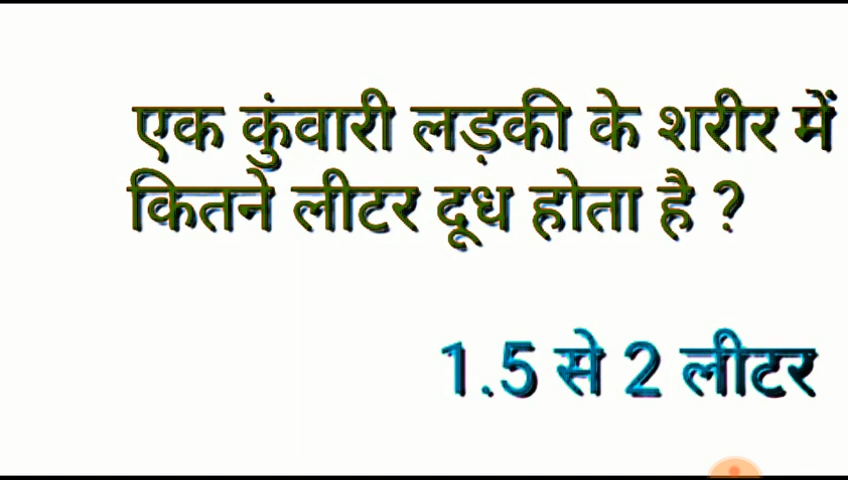 एक कुंवारी लड़की के शरीर में
कितने लीटर दूध होता है ?
1.5 से 2 लीटर